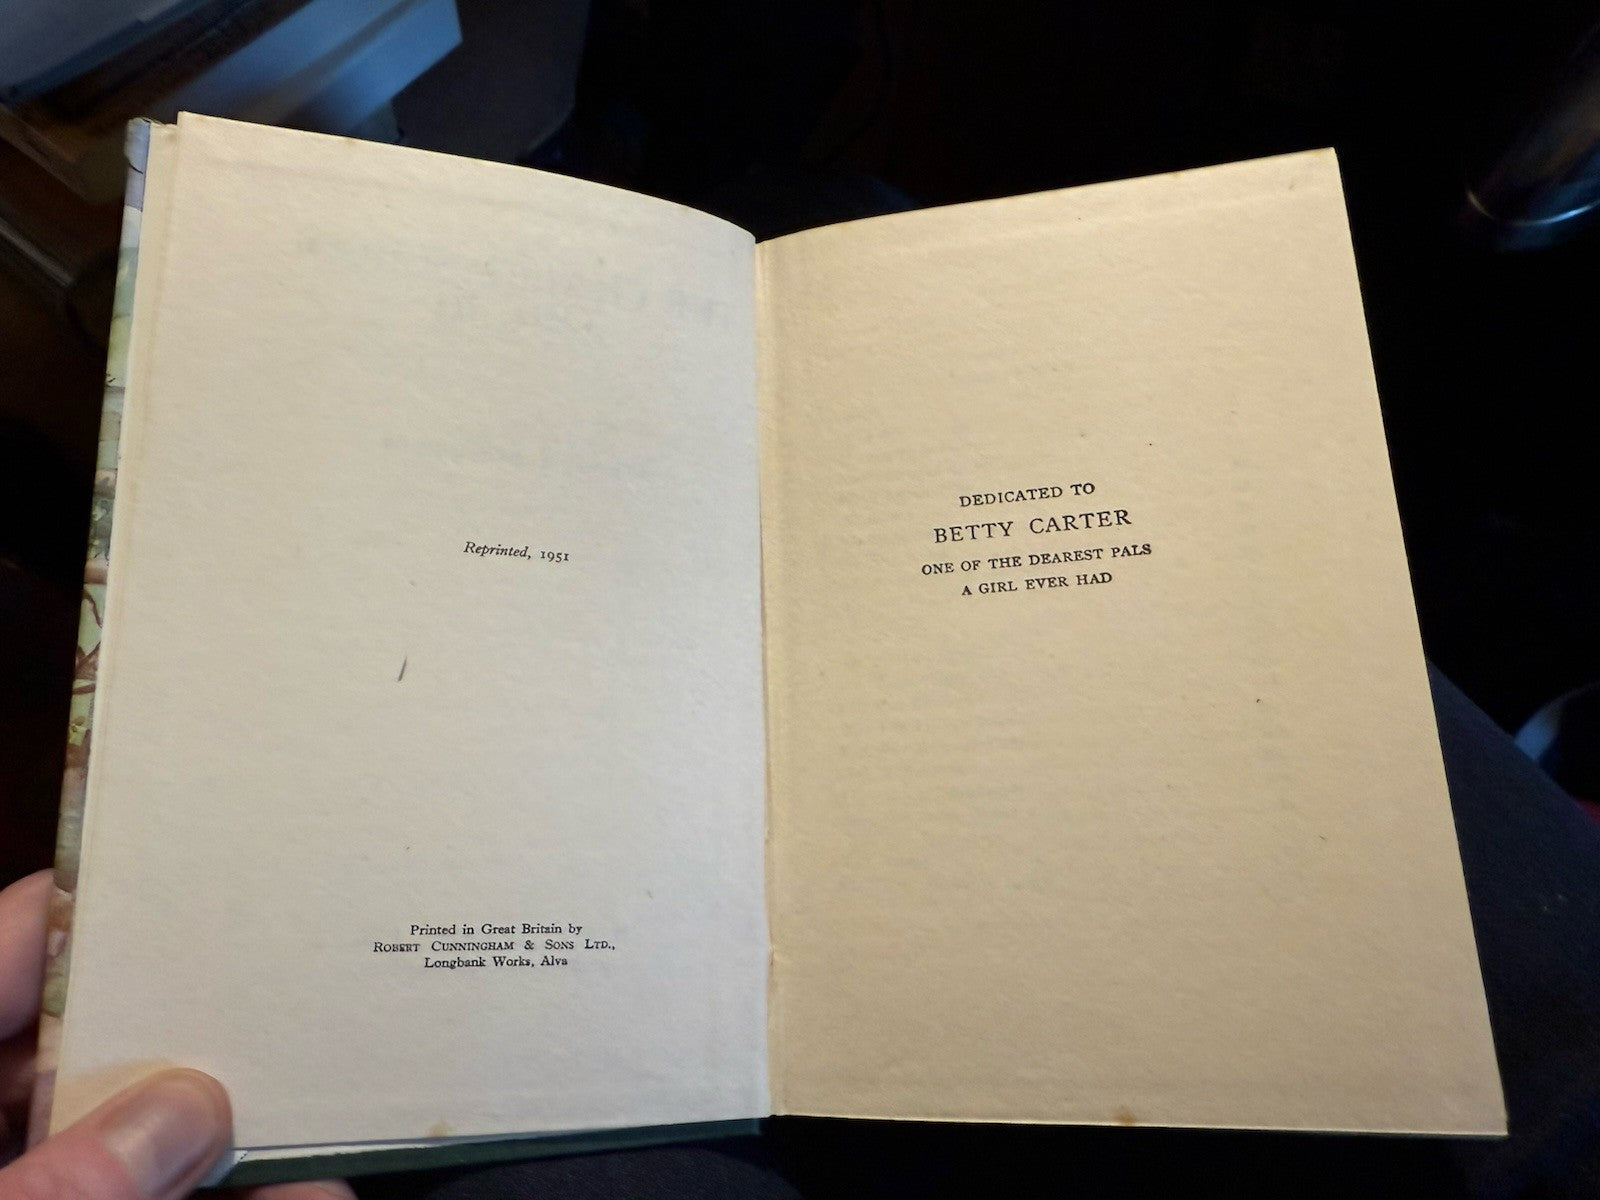 Reprinted, 1951
Printed in Great Britain by
ROBERT CUNNINGHAM & SONS LTD.,
Longbank Works, Alva
DEDICATED TO
BETTY CARTER
ONE OF THE DEAREST PALS
A GIRL EVER HAD